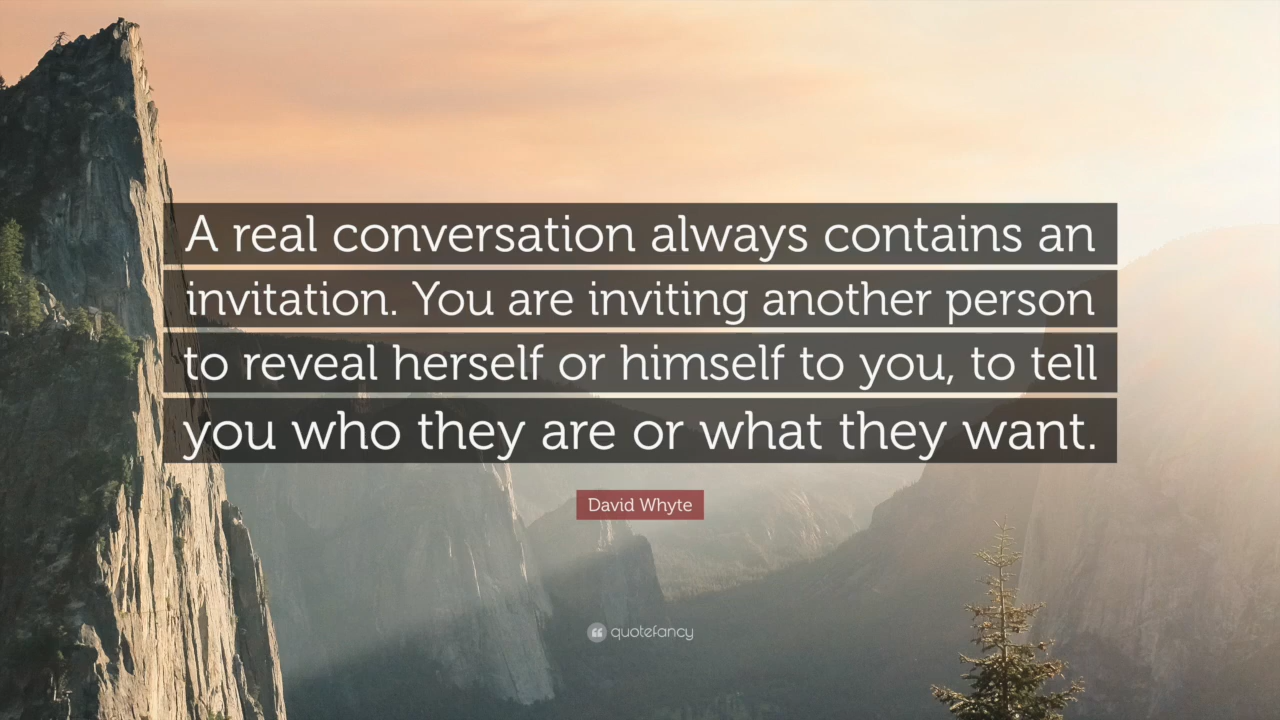 A real conversation always contains an
invitation. You are inviting another person
to reveal herself or himself to you, to tell
you who they are or what they want.
David Whyte
quotefancy